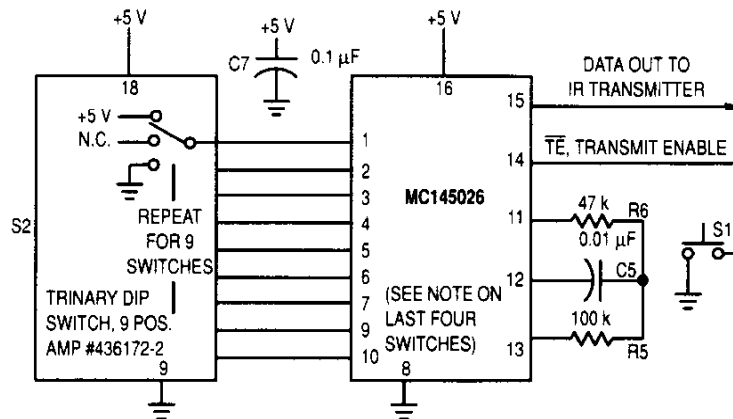 +5 V
+5 V
+5 V
C7
0.1 µF
18
16
DATA OUT TO
IR TRANSMITTER
15
+5 V
N.C.
1
TE, TRANSMIT ENABLE
14
2
3
MC145026
S2
REPEAT
FOR 9
SWITCHES
4
5
6
7
9
10
11
47 k
R6
0.01 µF
S1
12
C5
TRINARY DIP
SWITCH, 9 POS.
AMP #436172-2
(SEE NOTE ON
LAST FOUR
SWITCHES)
13
100 k
R5
9
8